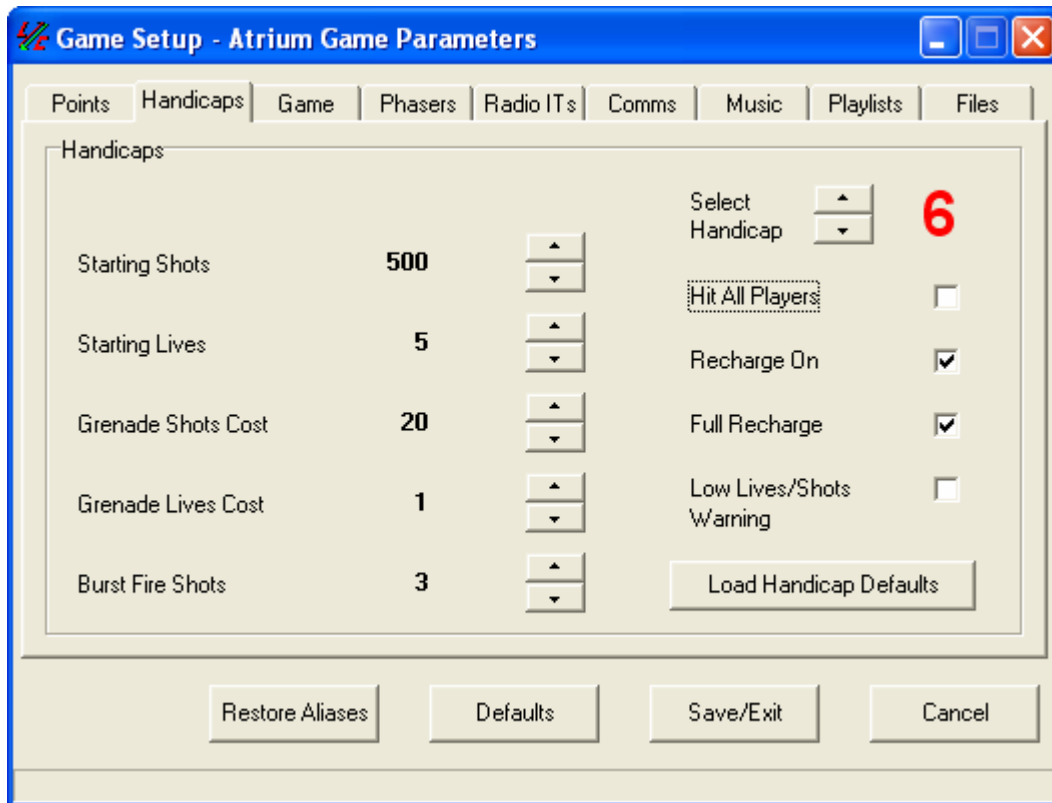 Game Setup - Atrium Game Parameters
Points Handicaps Game Phasers Radio ITs Comms Music Playlists Files
Handicaps
Select
Handicap
6
Starting Shots 500
Hit All Players
Starting Lives 5
Recharge On
Grenade Shots Cost 20
Full Recharge
Grenade Lives Cost 1
Low Lives/Shots
Warning
Burst Fire Shots 3
Load Handicap Defaults
Restore Aliases Defaults Save/Exit Cancel